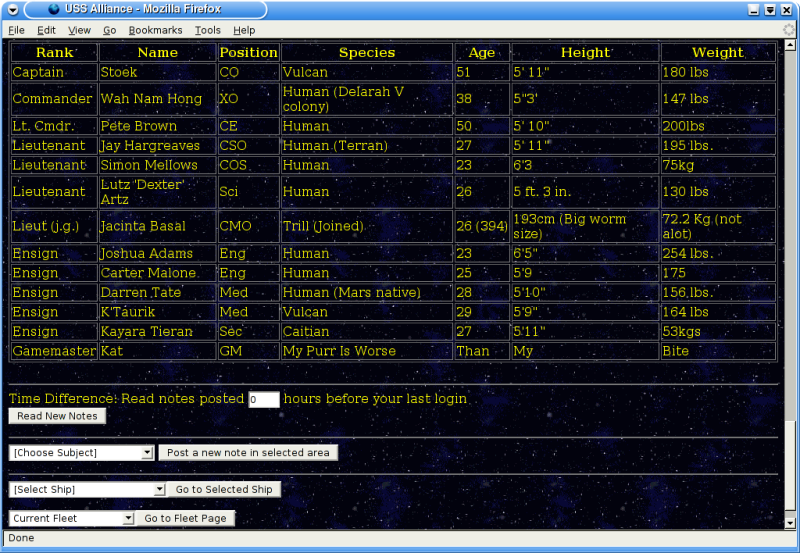 USS Alliance - Mozilla Firefox
File Edit View Go Bookmarks Tools Help
Rank Name Position Species Age Height Weight
Captain Stoek CO Vulcan 51 5' 11" 180 lbs
Commander Wah Nam Hong XO Human (Delarah V colony) 38 5"3' 147 lbs
Lt. Cmdr. Pete Brown CE Human 50 5' 10" 200lbs
Lieutenant Jay Hargreaves CSO Human (Terran) 27 5' 11" 195 lbs.
Lieutenant Simon Mellows COS Human 23 6'3 75kg
Lieutenant Lutz 'Dexter' Artz Sci Human 26 5 ft. 3 in. 130 lbs
Lieut (j.g.) Jacinta Basal CMO Trill (Joined) 26 (394) 193cm (Big worm size) 72.2 Kg (not alot)
Ensign Joshua Adams Eng Human 23 6'5" 254 lbs.
Ensign Carter Malone Eng Human 25 5'9 175
Ensign Darren Tate Med Human (Mars native) 28 5'10" 156 lbs.
Ensign K'Taurik Med Vulcan 29 5'9" 164 lbs
Ensign Kayara Tieran Sec Caitian 27 5'11" 53kgs
Gamemaster Kat GM My Purr Is Worse Than My Bite
Time Difference: Read notes posted 0 hours before your last login
Read New Notes
[Choose Subject] Post a new note in selected area
[Select Ship] Go to Selected Ship
Current Fleet Go to Fleet Page
Done